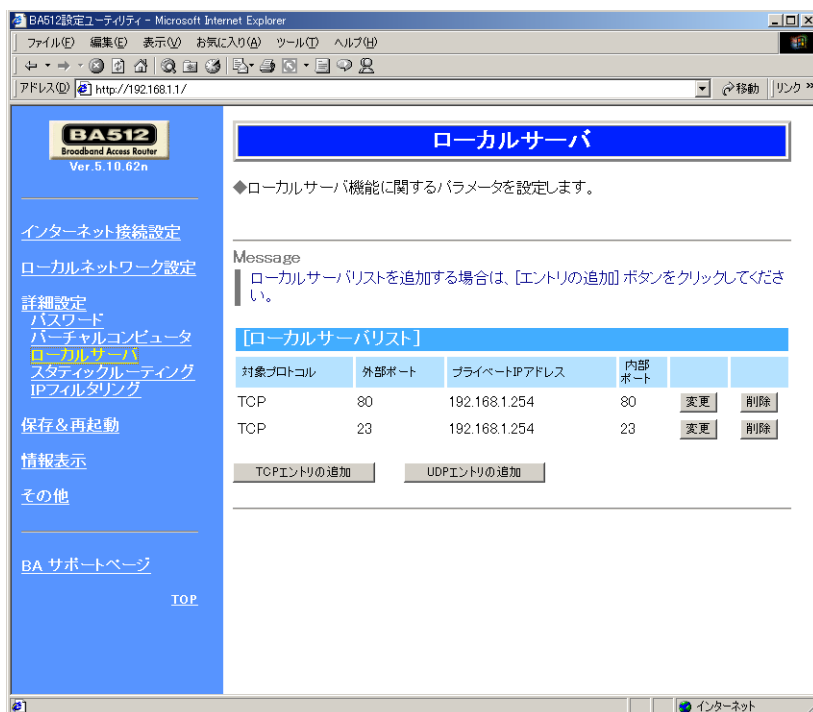 BA512設定ユーティリティ - Microsoft Internet Explorer
ファイル(F) 編集(E) 表示(V) お気に入り(A) ツール(T) ヘルプ(H)
アドレス(D) http://192.168.1.1/ 移動 リンク »
BA512
Broadband Access Router
Ver.5.10.62n
インターネット接続設定
ローカルネットワーク設定
詳細設定
パスワード
バーチャルコンピュータ
ローカルサーバ
スタティックルーティング
IPフィルタリング
保存&再起動
情報表示
その他
BA サポートページ
TOP
ローカルサーバ
◆ローカルサーバ機能に関するパラメータを設定します。
Message
ローカルサーバリストを追加する場合は、[エントリの追加] ボタンをクリックしてくださ
い。
[ローカルサーバリスト]
対象プロトコル 外部ポート プライベートIPアドレス 内部
ポート
TCP 80 192.168.1.254 80 変更 削除
TCP 23 192.168.1.254 23 変更 削除
TCPエントリの追加 UDPエントリの追加
インターネット